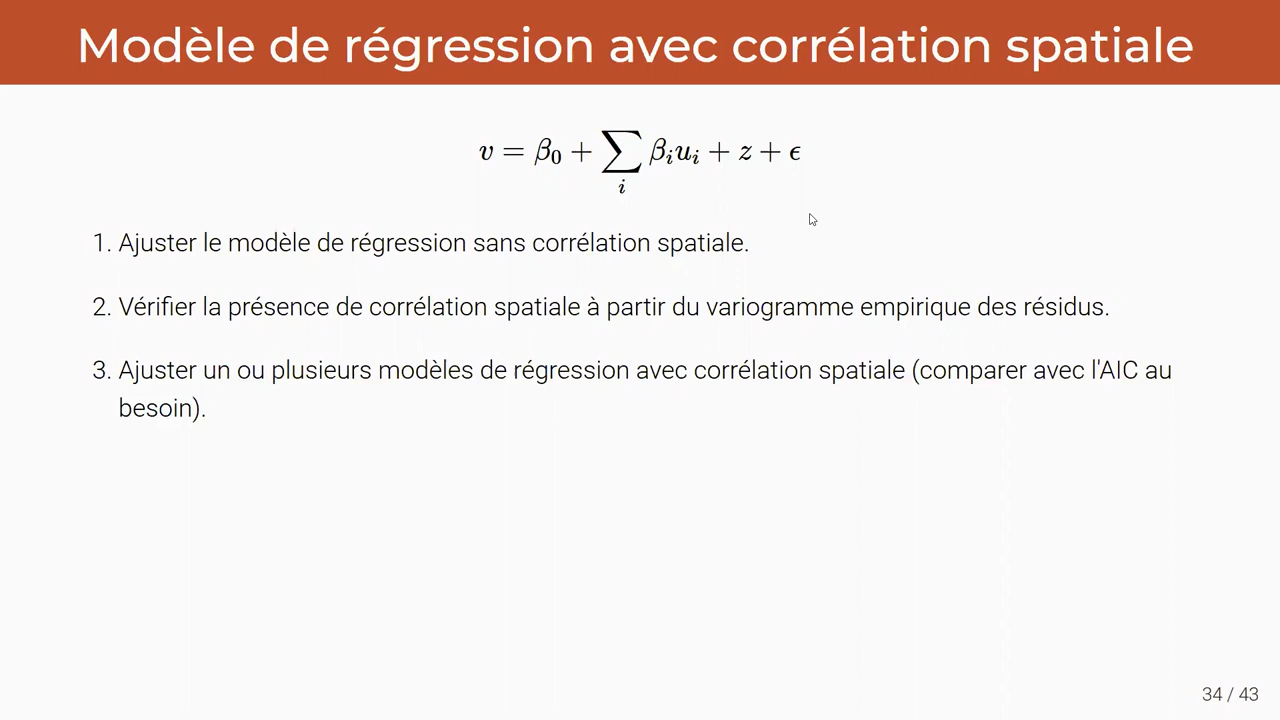 Modèle de régression avec corrélation spatiale
v = β₀ + ∑ᵢ βᵢuᵢ + z + ϵ
1. Ajuster le modèle de régression sans corrélation spatiale.
2. Vérifier la présence de corrélation spatiale à partir du variogramme empirique des résidus.
3. Ajuster un ou plusieurs modèles de régression avec corrélation spatiale (comparer avec l'AIC au
besoin).
34 / 43